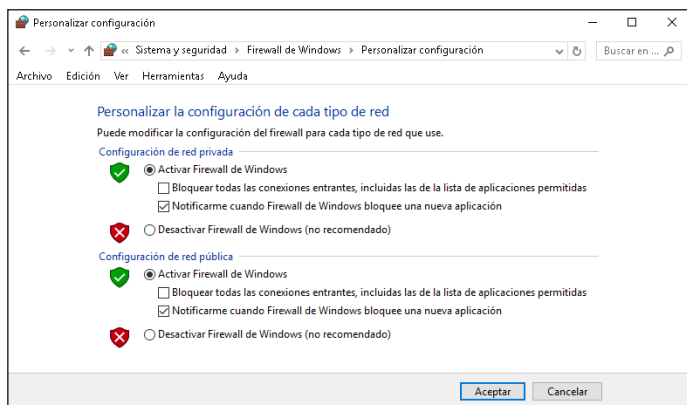 Personalizar configuración
« Sistema y seguridad > Firewall de Windows > Personalizar configuración
Buscar en ...
Archivo Edición Ver Herramientas Ayuda
Personalizar la configuración de cada tipo de red
Puede modificar la configuración del firewall para cada tipo de red que use.
Configuración de red privada
Activar Firewall de Windows
Bloquear todas las conexiones entrantes, incluidas las de la lista de aplicaciones permitidas
Notificarme cuando Firewall de Windows bloquee una nueva aplicación
Desactivar Firewall de Windows (no recomendado)
Configuración de red pública
Activar Firewall de Windows
Bloquear todas las conexiones entrantes, incluidas las de la lista de aplicaciones permitidas
Notificarme cuando Firewall de Windows bloquee una nueva aplicación
Desactivar Firewall de Windows (no recomendado)
Aceptar Cancelar